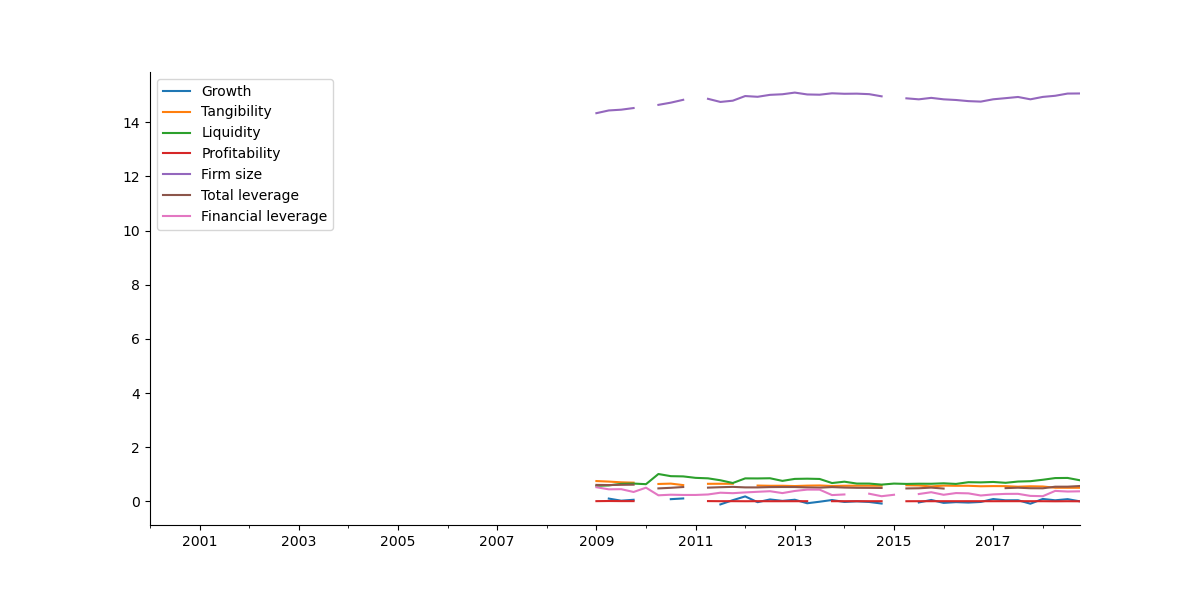 Growth
Tangibility
Liquidity
Profitability
Firm size
Total leverage
Financial leverage
14
12
10
8
6
4
2
0
2001 2003 2005 2007 2009 2011 2013 2015 2017